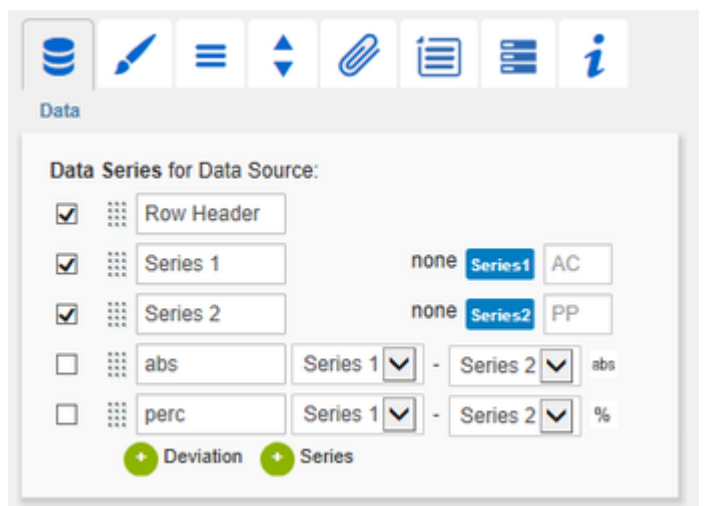 Data
Data Series for Data Source:
Row Header
Series 1 none Series1 AC
Series 2 none Series2 PP
abs Series 1 - Series 2 abs
perc Series 1 - Series 2 %
+ Deviation + Series